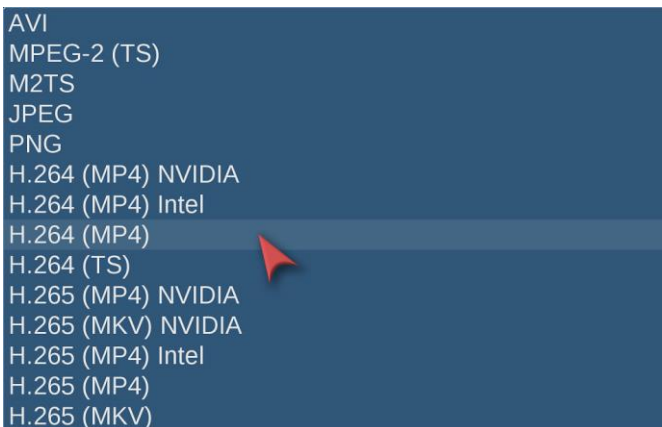 AVI
MPEG-2 (TS)
M2TS
JPEG
PNG
H.264 (MP4) NVIDIA
H.264 (MP4) Intel
H.264 (MP4)
H.264 (TS)
H.265 (MP4) NVIDIA
H.265 (MKV) NVIDIA
H.265 (MP4) Intel
H.265 (MP4)
H.265 (MKV)